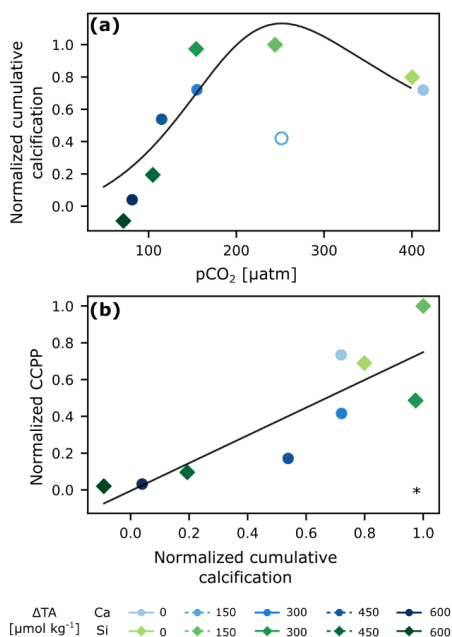 (a)
Normalized cumulative
calcification
1.0
0.8
0.6
0.4
0.2
0.0
100 200 300 400
pCO₂ [µatm]
(b)
Normalized CCPP
1.0
0.8
0.6
0.4
0.2
0.0
*
0.0 0.2 0.4 0.6 0.8 1.0
Normalized cumulative
calcification
ΔTA Ca 0 150 300 450 600
[µmol kg⁻¹] Si 0 150 300 450 600